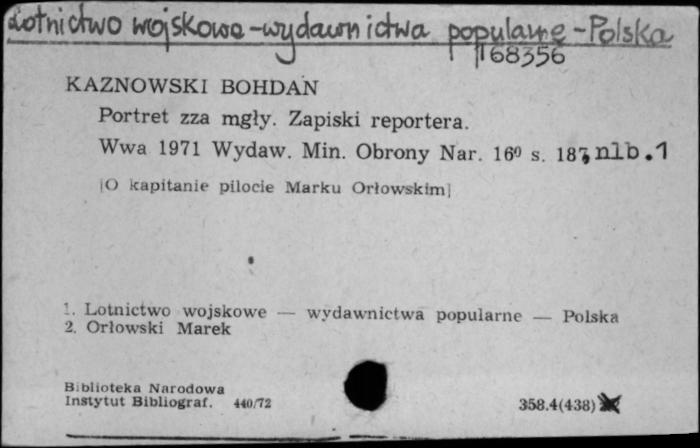 Lotnictwo wojskowe - wydawnictwa popularne - Polska
168356
KAZNOWSKI BOHDAN
Portret zza mgły. Zapiski reportera.
Wwa 1971 Wydaw. Min. Obrony Nar. 16⁰ s. 187, nlb. 1
[O kapitanie pilocie Marku Orłowskim]
1. Lotnictwo wojskowe — wydawnictwa popularne — Polska
2. Orłowski Marek
Biblioteka Narodowa
Instytut Bibliograf. 440/72
358.4(438)